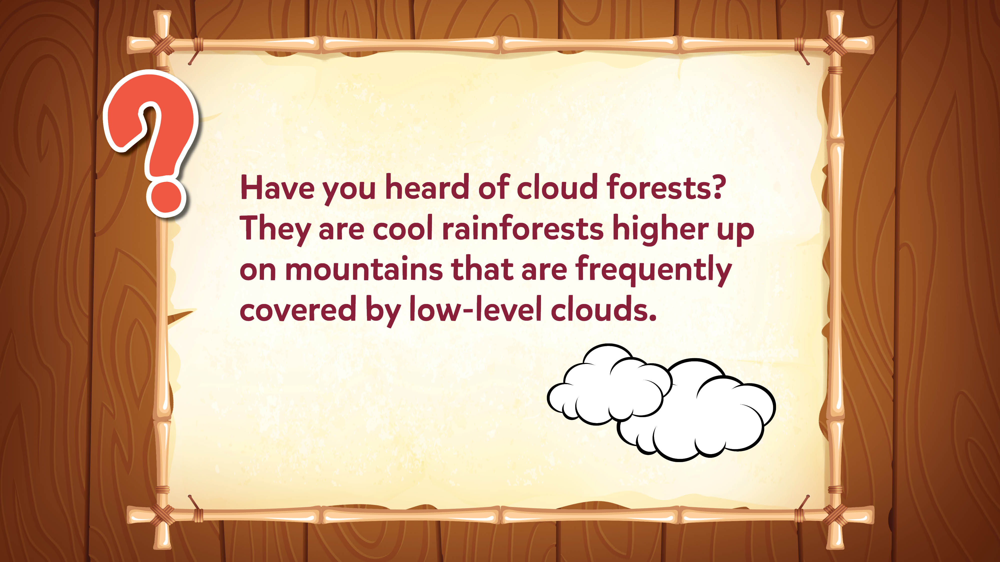 Have you heard of cloud forests?
They are cool rainforests higher up
on mountains that are frequently
covered by low-level clouds.